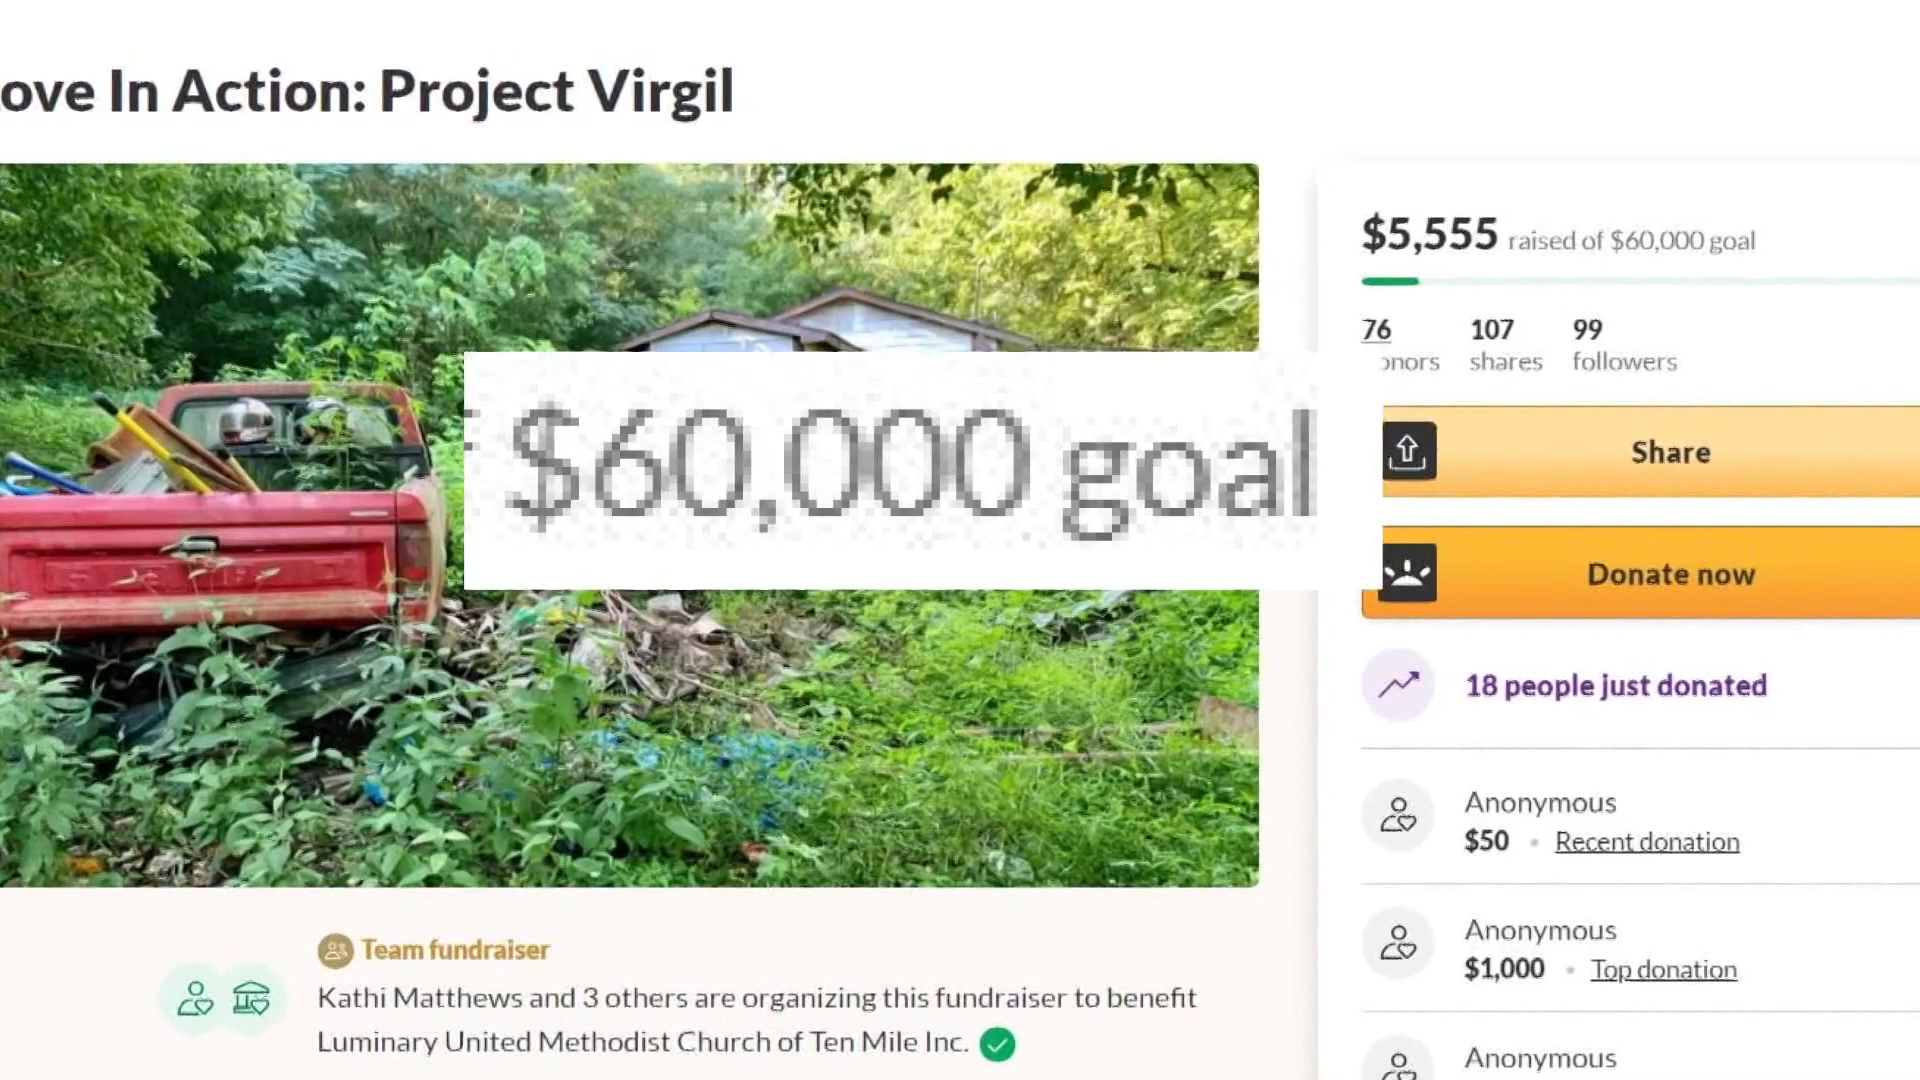 ove In Action: Project Virgil
$60,000 goal
$5,555 raised of $60,000 goal
76 107 99
onors shares followers
Share
Donate now
18 people just donated
Anonymous
$50 • Recent donation
Anonymous
$1,000 • Top donation
Anonymous
Team fundraiser
Kathi Matthews and 3 others are organizing this fundraiser to benefit
Luminary United Methodist Church of Ten Mile Inc.